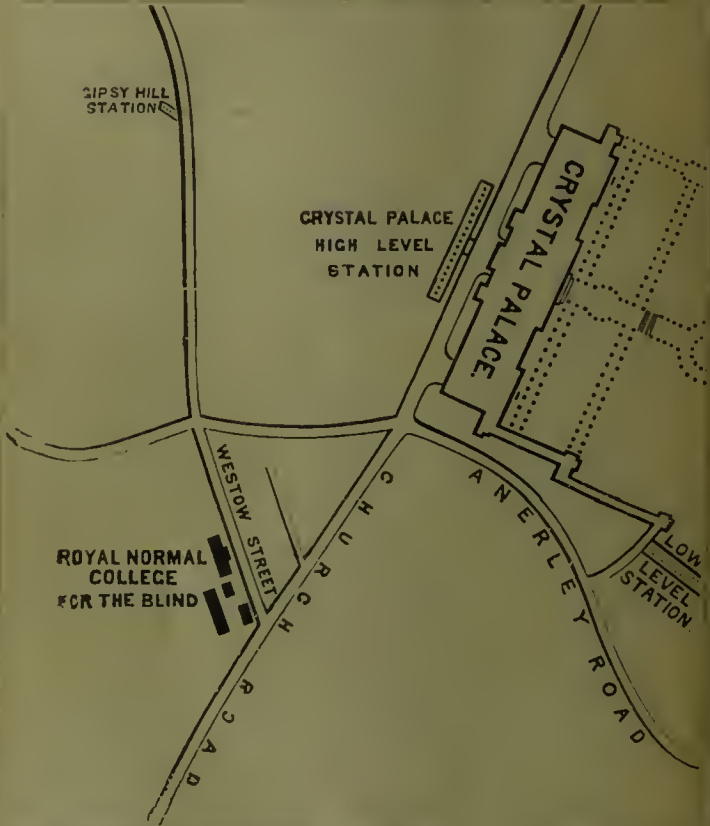 GIPSY HILL
STATION
CRYSTAL PALACE
HIGH LEVEL
STATION
CRYSTAL PALACE.
WESTOW STREET
CHURCH ROAD
ANERLEY ROAD
LOW
LEVEL
STATION
ROYAL NORMAL
COLLEGE
FOR THE BLIND